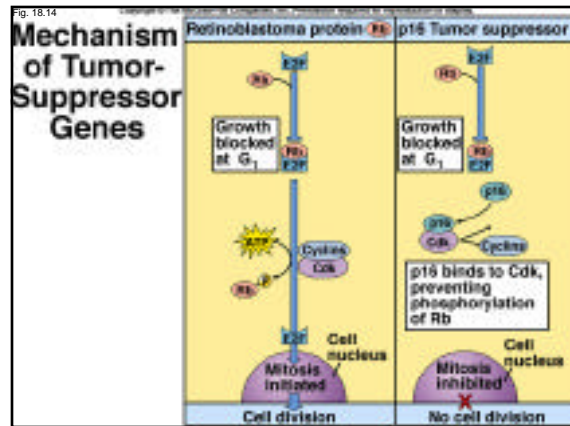 Fig. 18.14
Mechanism
of Tumor-
Suppressor
Genes
Retinoblastoma protein Rb
E2F
Rb
Growth
blocked
at G1
Rb
E2F
ATP
Cyclins
Cdk
Rb P
E2F
Cell
nucleus
Mitosis
initiated
Cell division
p16 Tumor suppressor
E2F
Rb
Growth
blocked
at G1
Rb
E2F
p16
p16
Cdk
Cyclins
p16 binds to Cdk,
preventing
phosphorylation
of Rb
Cell
nucleus
Mitosis
inhibited
X
No cell division